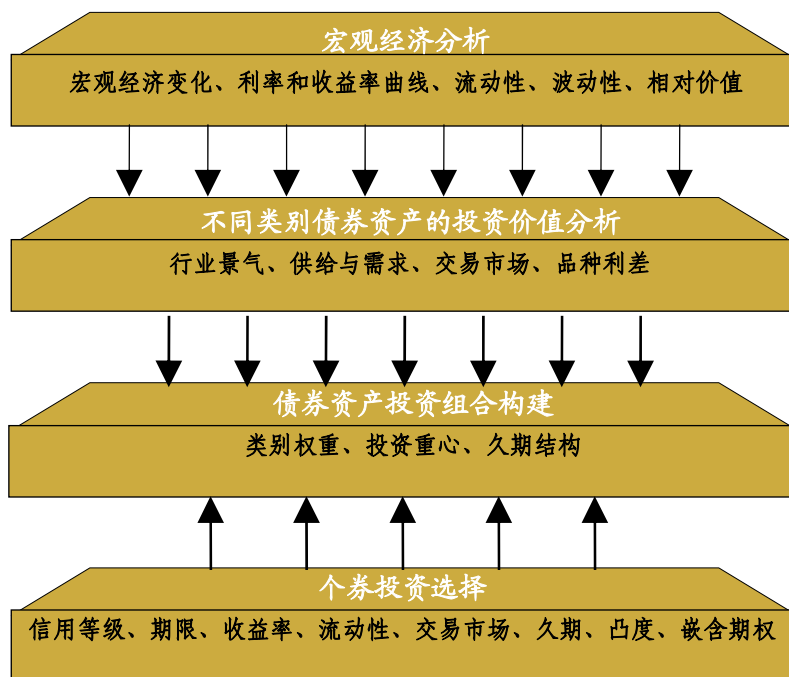 宏观经济分析
宏观经济变化、利率和收益率曲线、流动性、波动性、相对价值
不同类别债券资产的投资价值分析
行业景气、供给与需求、交易市场、品种利差
债券资产投资组合构建
类别权重、投资重心、久期结构
个券投资选择
信用等级、期限、收益率、流动性、交易市场、久期、凸度、嵌含期权